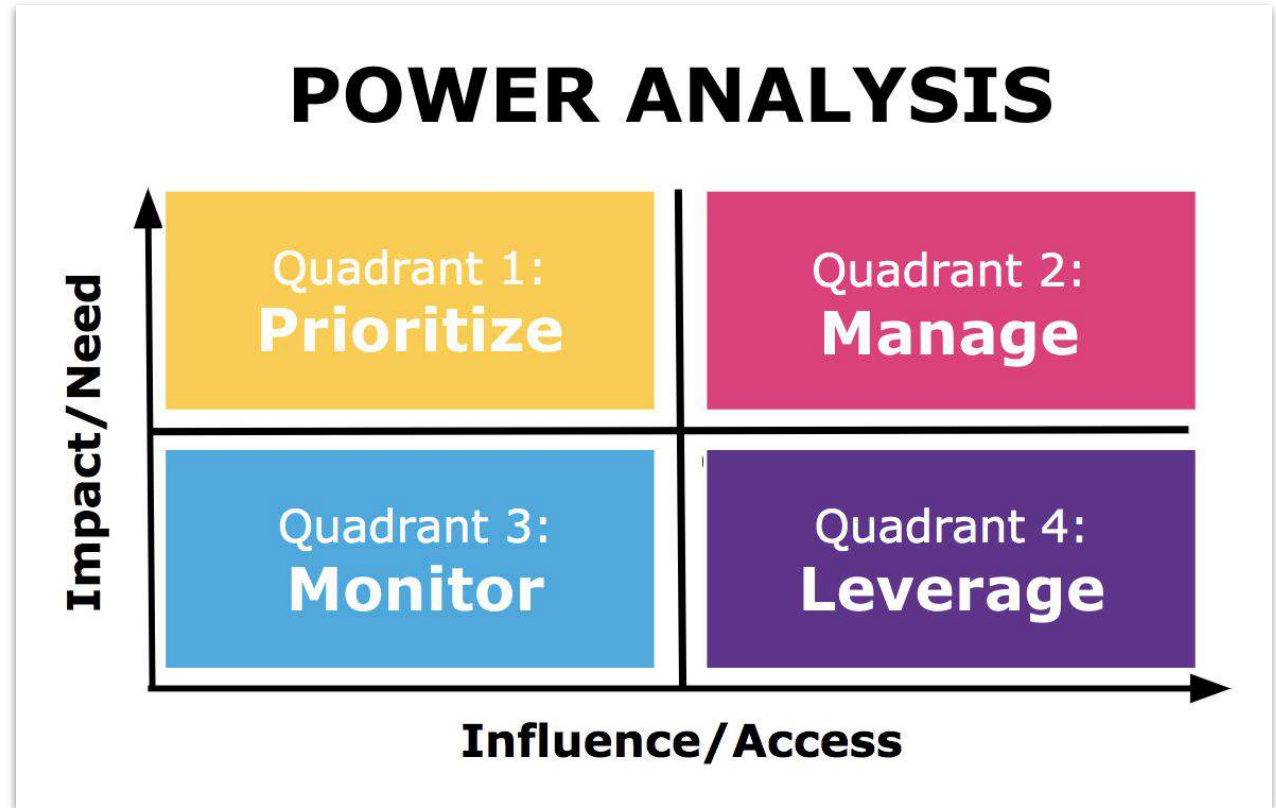 POWER ANALYSIS
Impact/Need
Quadrant 1:
Prioritize
Quadrant 2:
Manage
Quadrant 3:
Monitor
Quadrant 4:
Leverage
Influence/Access